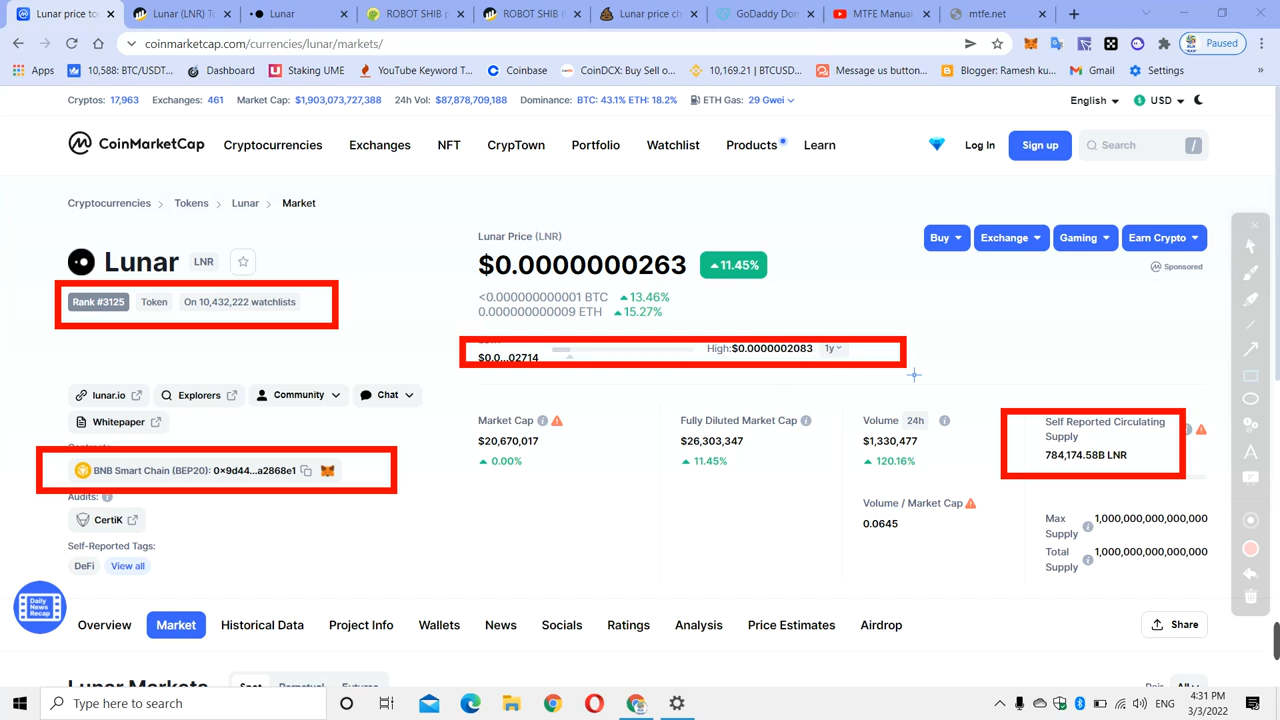 Lunar price to
Lunar (LNR) to
ROBOT SHIB p
ROBOT SHIB (
Lunar price ch
GoDaddy Dom
MTFE Manua
mtfe.net
coinmarketcap.com/currencies/lunar/markets/
Paused
Apps
10,588: BTC/USDT...
Dashboard
Staking UME
YouTube Keyword T...
Coinbase
CoinDCX: Buy Sell o...
10,169.21 | BTCUSD...
Message us button...
Blogger: Ramesh ku...
Gmail
Settings
Cryptos: 17,963 Exchanges: 461 Market Cap: $1,903,073,727,388 24h Vol: $87,878,709,188 Dominance: BTC: 43.1% ETH: 18.2% ETH Gas: 29 Gwei
English USD
CoinMarketCap Cryptocurrencies Exchanges NFT CrypTown Portfolio Watchlist Products Learn
Log In Sign up Search /
Cryptocurrencies Tokens Lunar Market
Lunar LNR
Rank #3125 Token On 10,432,222 watchlists
Lunar Price (LNR)
$0.0000000263 11.45%
<0.000000000001 BTC 13.46%
0.000000000009 ETH 15.27%
$0.0...02714
High:$0.0000002083 1y
Buy Exchange Gaming Earn Crypto
Sponsored
lunar.io Explorers Community Chat
Whitepaper
BNB Smart Chain (BEP20): 0x9d44...a2868e1
Audits:
CertiK
Self-Reported Tags:
DeFi View all
Market Cap
$20,670,017
0.00%
Fully Diluted Market Cap
$26,303,347
11.45%
Volume 24h
$1,330,477
120.16%
Volume / Market Cap
0.0645
Self Reported Circulating
Supply
784,174.58B LNR
Max
Supply
1,000,000,000,000,000
Total
Supply
1,000,000,000,000,000
Daily
News
Recap
Overview Market Historical Data Project Info Wallets News Socials Ratings Analysis Price Estimates Airdrop
Share
Lunar Markets Spot Perpetual Futures
Pair All
Type here to search
ENG
4:31 PM
3/3/2022